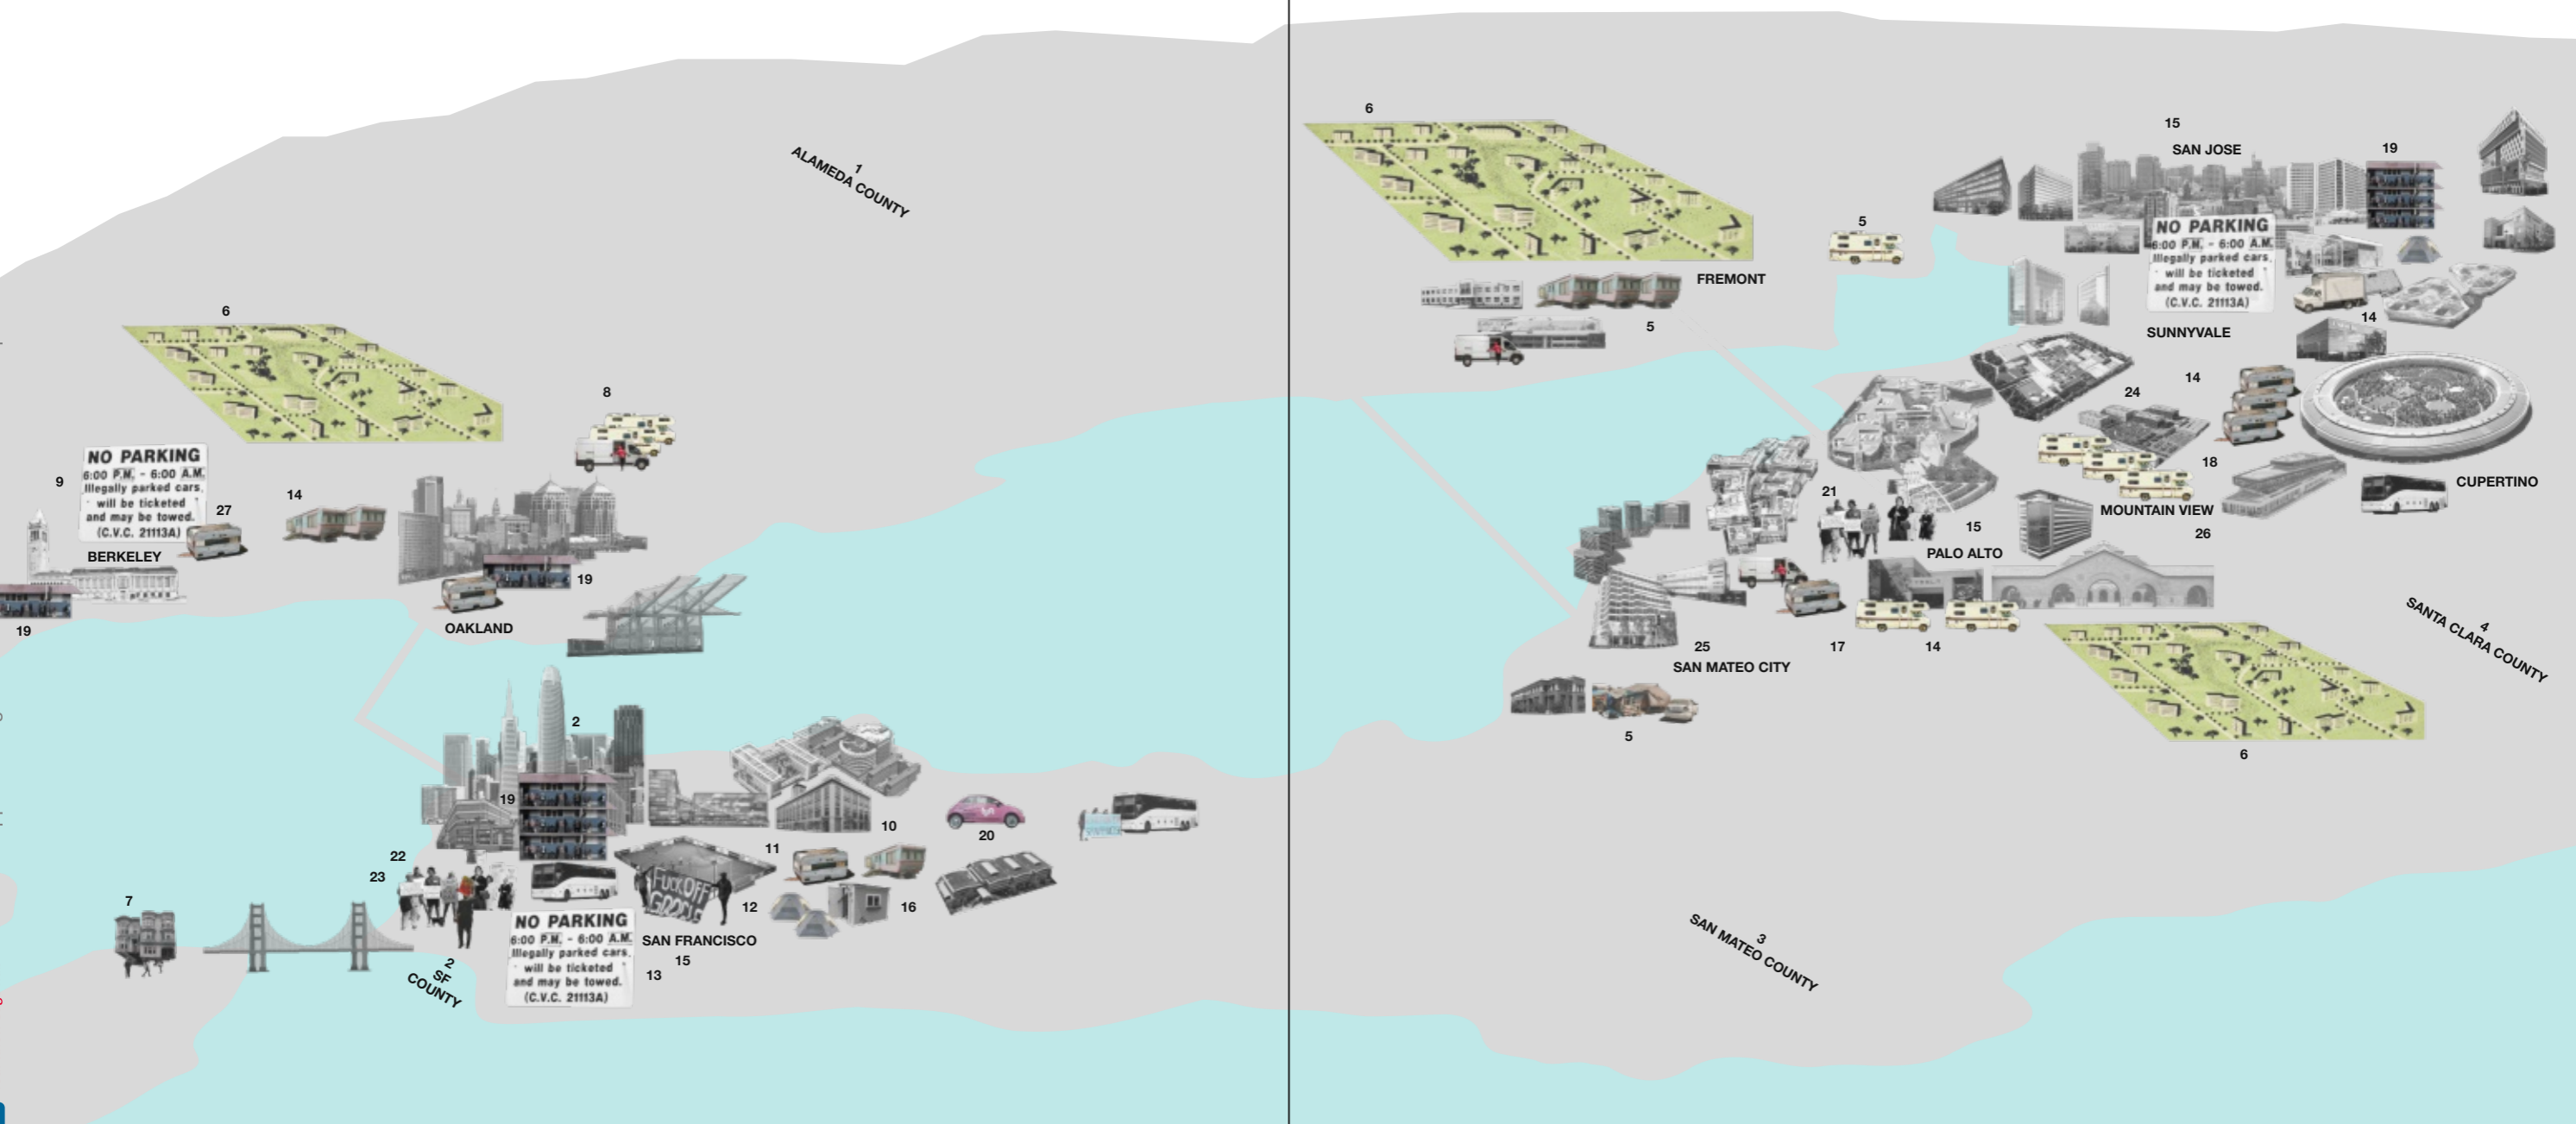 1
ALAMEDA COUNTY
6
8
9
NO PARKING
6:00 P.M. - 6:00 A.M.
Illegally parked cars,
will be ticketed
and may be towed.
(C.V.C. 21113A)
27
14
BERKELEY
19
19
OAKLAND
2
19
10
20
11
22
23
FUCK OFF
GOOGLE
7
12
16
NO PARKING
6:00 P.M. - 6:00 A.M.
Illegally parked cars,
will be ticketed
and may be towed.
(C.V.C. 21113A)
SAN FRANCISCO
15
13
2
SF
COUNTY
6
FREMONT
5
5
15
SAN JOSE
19
NO PARKING
6:00 P.M. - 6:00 A.M.
Illegally parked cars,
will be ticketed
and may be towed.
(C.V.C. 21113A)
14
SUNNYVALE
14
24
18
CUPERTINO
MOUNTAIN VIEW
26
21
15
PALO ALTO
25
SAN MATEO CITY
17
14
5
6
4
SANTA CLARA COUNTY
3
SAN MATEO COUNTY